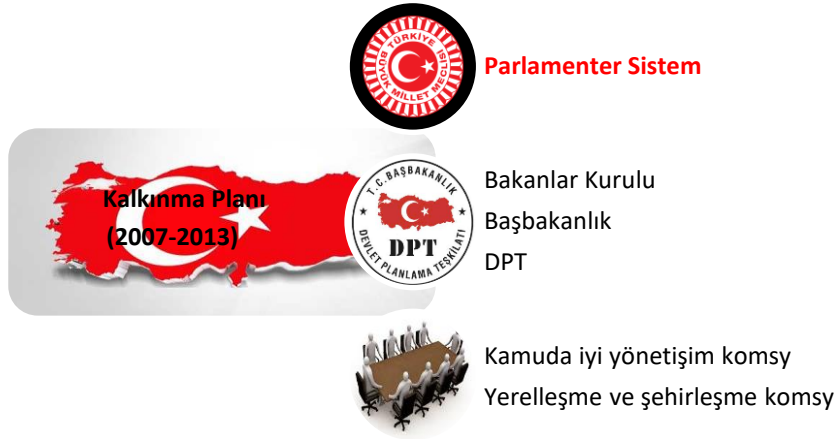 TÜRKİYE
BÜYÜK MİLLET MECLİSİ
Parlamenter Sistem
Kalkınma Planı
(2007-2013)
T.C. BAŞBAKANLIK
DPT
DEVLET PLANLAMA TEŞKİLATI
Bakanlar Kurulu
Başbakanlık
DPT
Kamuda iyi yönetişim komsy
Yerelleşme ve şehirleşme komsy